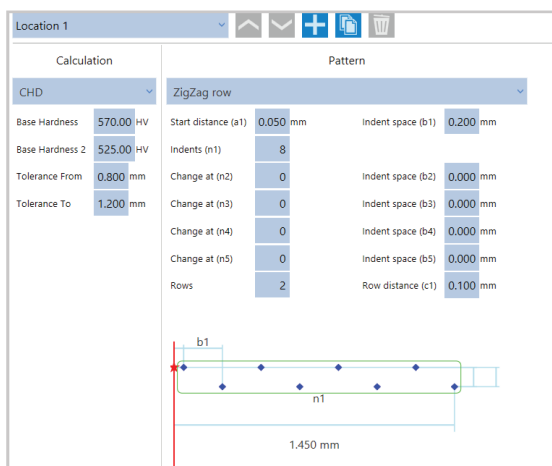 Location 1
Calculation
Pattern
CHD
ZigZag row
Base Hardness 570.00 HV
Start distance (a1) 0.050 mm
Indent space (b1) 0.200 mm
Base Hardness 2 525.00 HV
Indents (n1) 8
Tolerance From 0.800 mm
Change at (n2) 0
Indent space (b2) 0.000 mm
Tolerance To 1.200 mm
Change at (n3) 0
Indent space (b3) 0.000 mm
Change at (n4) 0
Indent space (b4) 0.000 mm
Change at (n5) 0
Indent space (b5) 0.000 mm
Rows 2
Row distance (c1) 0.100 mm
b1
n1
1.450 mm